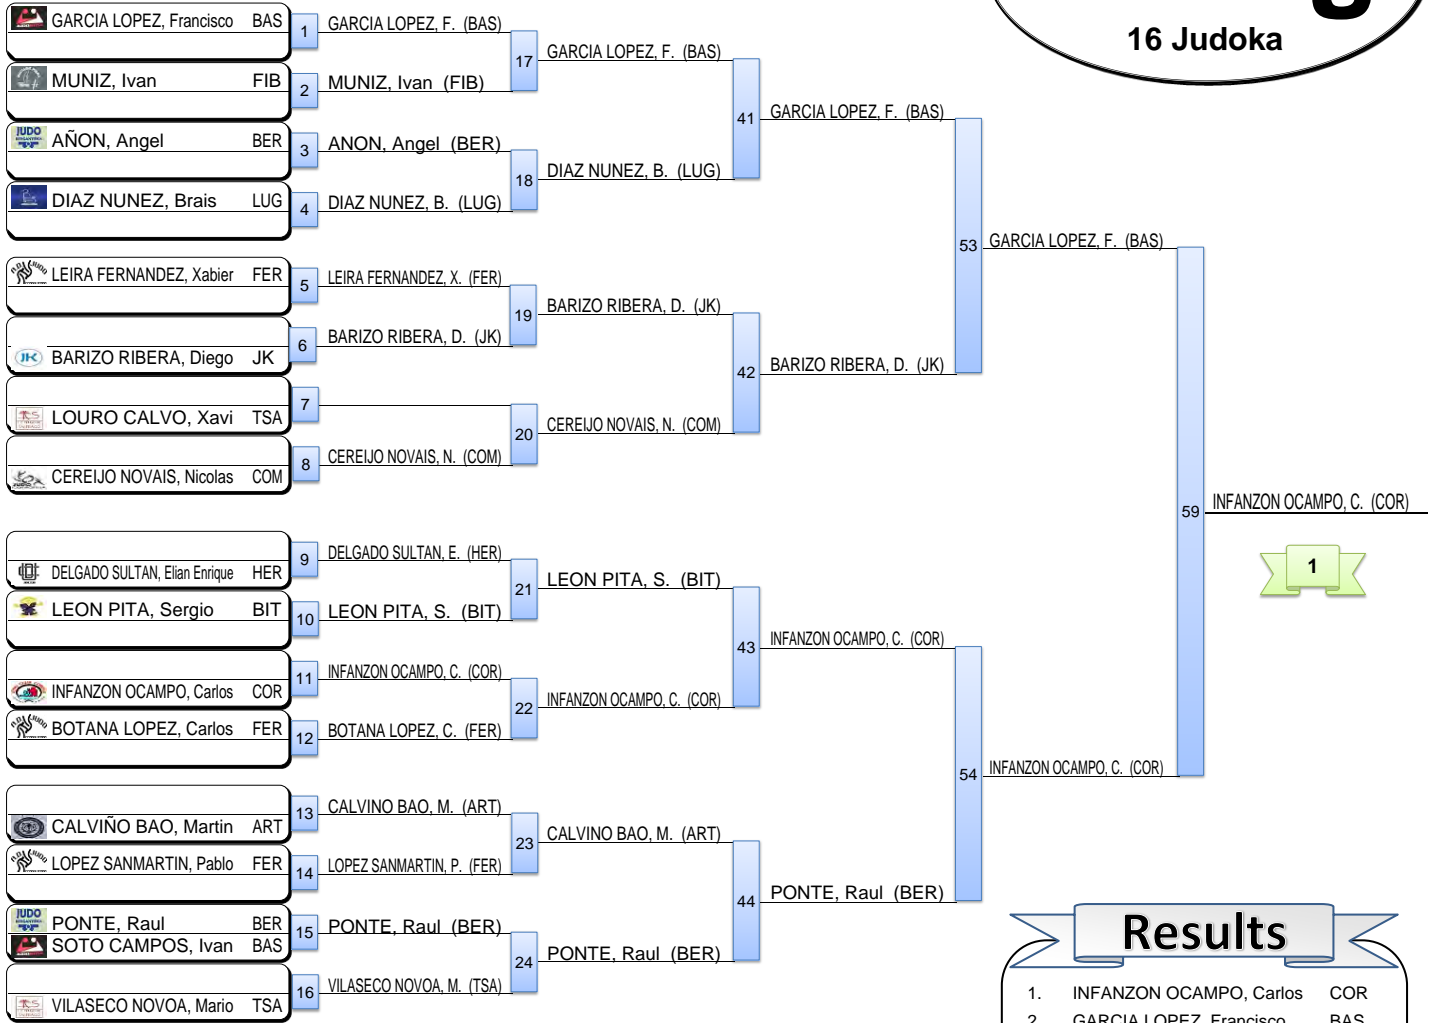 16 Judoka
GARCIA LOPEZ, Francisco BAS
MUNIZ, Ivan FIB
JUDO
AÑON, Angel BER
DIAZ NUNEZ, Brais LUG
LEIRA FERNANDEZ, Xabier FER
JK
BARIZO RIBERA, Diego JK
LOURO CALVO, Xavi TSA
CEREIJO NOVAIS, Nicolas COM
DELGADO SULTAN, Elian Enrique HER
LEON PITA, Sergio BIT
INFANZON OCAMPO, Carlos COR
BOTANA LOPEZ, Carlos FER
CALVIÑO BAO, Martin ART
LOPEZ SANMARTIN, Pablo FER
JUDO
PONTE, Raul BER
SOTO CAMPOS, Ivan BAS
VILASECO NOVOA, Mario TSA
1 GARCIA LOPEZ, F. (BAS)
2 MUNIZ, Ivan (FIB)
3 ANON, Angel (BER)
4 DIAZ NUNEZ, B. (LUG)
5 LEIRA FERNANDEZ, X. (FER)
6 BARIZO RIBERA, D. (JK)
7
8 CEREIJO NOVAIS, N. (COM)
9 DELGADO SULTAN, E. (HER)
10 LEON PITA, S. (BIT)
11 INFANZON OCAMPO, C. (COR)
12 BOTANA LOPEZ, C. (FER)
13 CALVINO BAO, M. (ART)
14 LOPEZ SANMARTIN, P. (FER)
15 PONTE, Raul (BER)
16 VILASECO NOVOA, M. (TSA)
17 GARCIA LOPEZ, F. (BAS)
18 DIAZ NUNEZ, B. (LUG)
19 BARIZO RIBERA, D. (JK)
20 CEREIJO NOVAIS, N. (COM)
21 LEON PITA, S. (BIT)
22 INFANZON OCAMPO, C. (COR)
23 CALVINO BAO, M. (ART)
24 PONTE, Raul (BER)
41 GARCIA LOPEZ, F. (BAS)
42 BARIZO RIBERA, D. (JK)
43 INFANZON OCAMPO, C. (COR)
44 PONTE, Raul (BER)
53 GARCIA LOPEZ, F. (BAS)
54 INFANZON OCAMPO, C. (COR)
59 INFANZON OCAMPO, C. (COR)
1
Results
1. INFANZON OCAMPO, Carlos COR
2. GARCIA LOPEZ, Francisco BAS